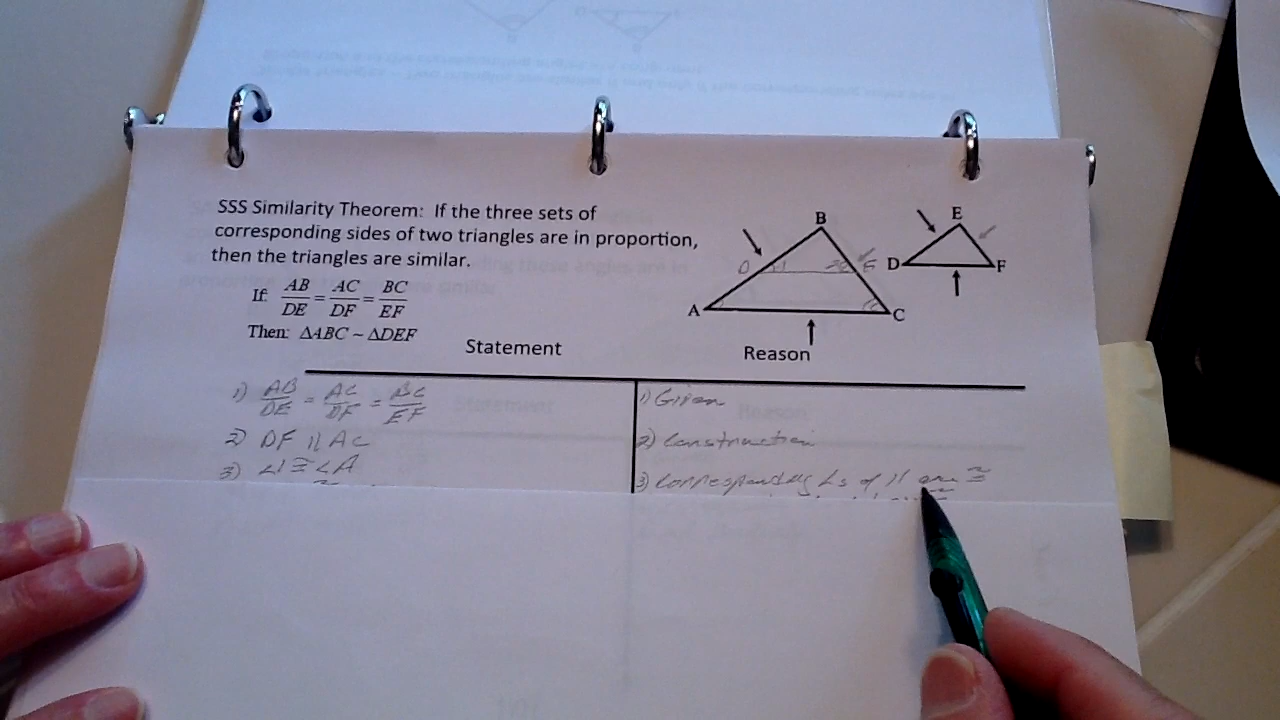 SSS Similarity Theorem: If the three sets of
corresponding sides of two triangles are in proportion,
then the triangles are similar.
If: AB/DE = AC/DF = BC/EF
Then: ΔABC ~ ΔDEF
B
A
C
D
F
E
D
F
Statement
Reason
1) AB/DE = AC/DF = BC/EF
1) Given
2) DF || AC
2) Construction
3) ∠1 ≅ ∠A
3) Corresponding ∠s of || are ≅